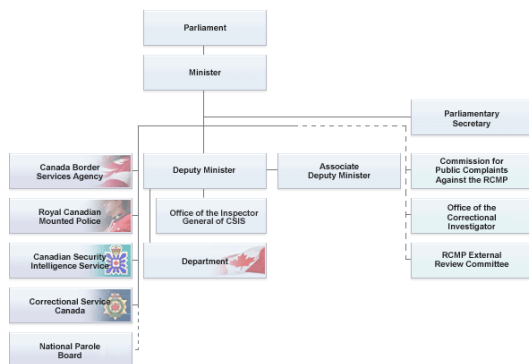 Parliament
Minister
Parliamentary
Secretary
Canada Border
Services Agency
Deputy Minister
Associate
Deputy Minister
Commission for
Public Complaints
Against the RCMP
Royal Canadian
Mounted Police
Office of the Inspector
General of CSIS
Office of the
Correctional
Investigator
Canadian Security
Intelligence Service
Department
RCMP External
Review Committee
Correctional Service
Canada
National Parole
Board